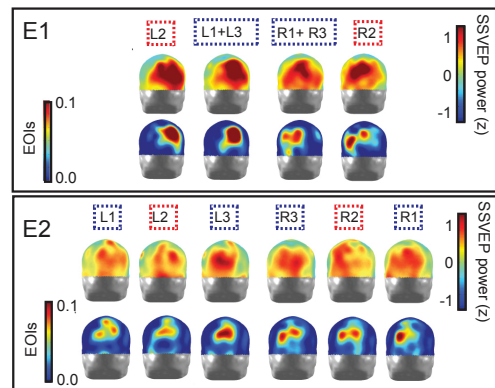 E1
L2 L1+L3 R1+ R3 R2
1
0
-1
SSVEP power (z)
0.1
0.0
EOIs
E2
L1 L2 L3 R3 R2 R1
1
0
-1
SSVEP power (z)
0.1
0.0
EOIs